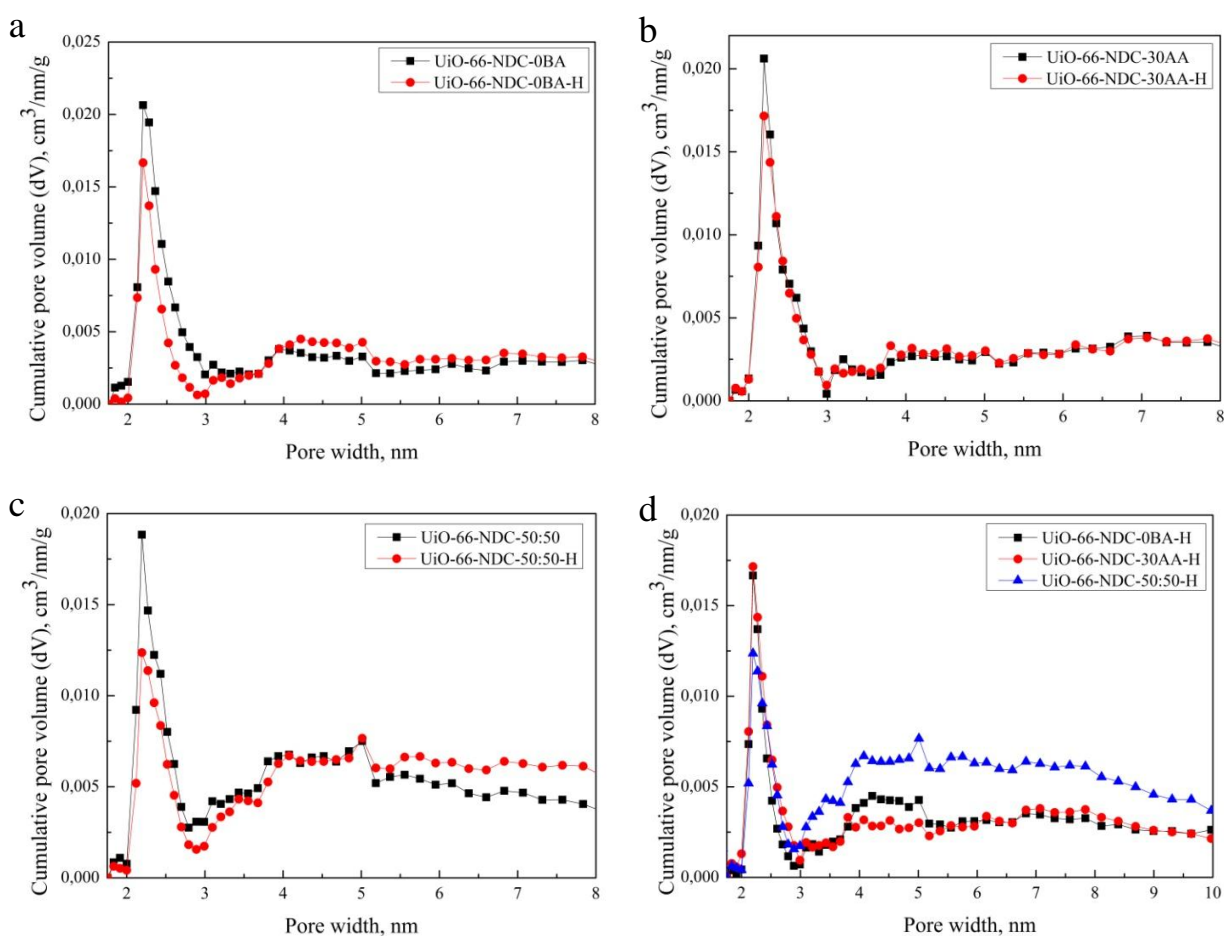 a
Cumulative pore volume (dV), cm³/nm/g
0,025
0,020
0,015
0,010
0,005
0,000
2
3
4
5
6
7
8
Pore width, nm
UiO-66-NDC-0BA
UiO-66-NDC-0BA-H
b
Cumulative pore volume (dV), cm³/nm/g
0,020
0,015
0,010
0,005
0,000
2
3
4
5
6
7
8
Pore width, nm
UiO-66-NDC-30AA
UiO-66-NDC-30AA-H
c
Cumulative pore volume (dV), cm³/nm/g
0,020
0,015
0,010
0,005
0,000
2
3
4
5
6
7
8
Pore width, nm
UiO-66-NDC-50:50
UiO-66-NDC-50:50-H
d
Cumulative pore volume (dV), cm³/nm/g
0,020
0,015
0,010
0,005
0,000
2
3
4
5
6
7
8
9
10
Pore width, nm
UiO-66-NDC-0BA-H
UiO-66-NDC-30AA-H
UiO-66-NDC-50:50-H